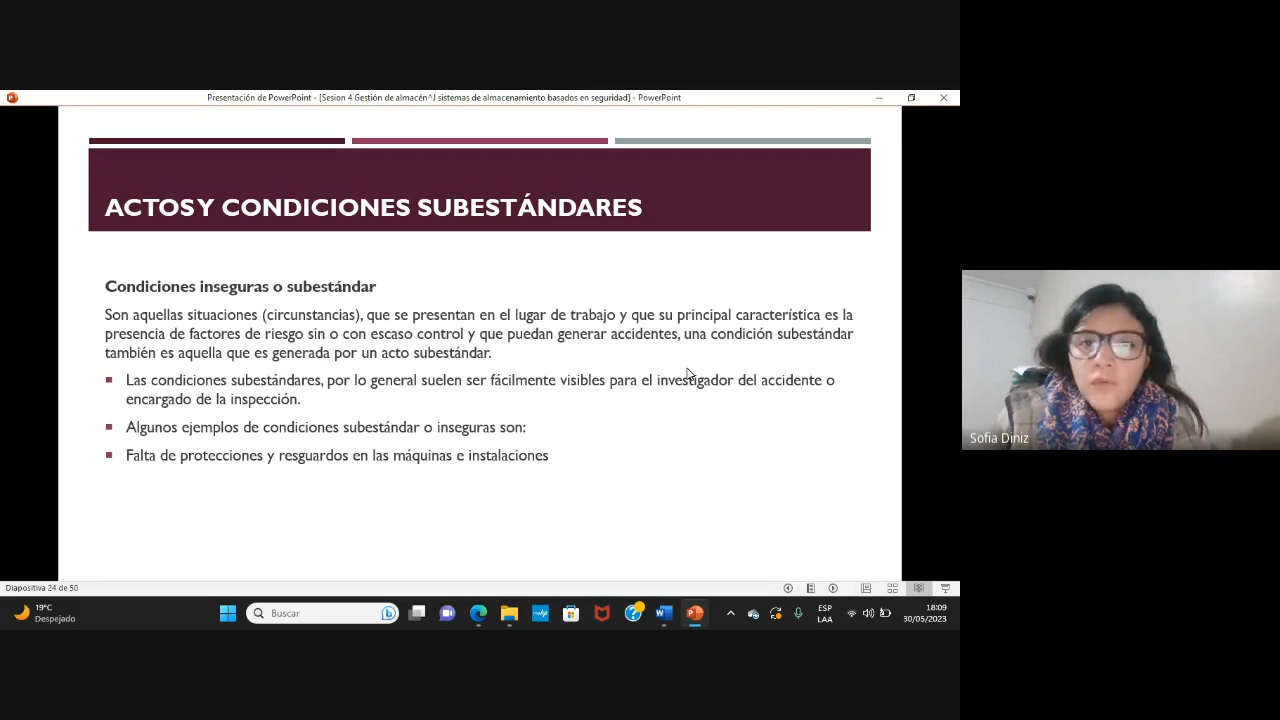 Presentación de PowerPoint - [Sesion 4 Gestión de almacén^J sistemas de almacenamiento basados en seguridad] - PowerPoint
ACTOS Y CONDICIONES SUBESTÁNDARES
Condiciones inseguras o subestándar
Son aquellas situaciones (circunstancias), que se presentan en el lugar de trabajo y que su principal característica es la
presencia de factores de riesgo sin o con escaso control y que puedan generar accidentes, una condición subestándar
también es aquella que es generada por un acto subestándar.
Las condiciones subestándares, por lo general suelen ser fácilmente visibles para el investigador del accidente o
encargado de la inspección.
Algunos ejemplos de condiciones subestándar o inseguras son:
Falta de protecciones y resguardos en las máquinas e instalaciones
Sofia Diniz
Diapositiva 24 de 50
19°C
Despejado
Buscar
ESP
LAA
18:09
30/05/2023